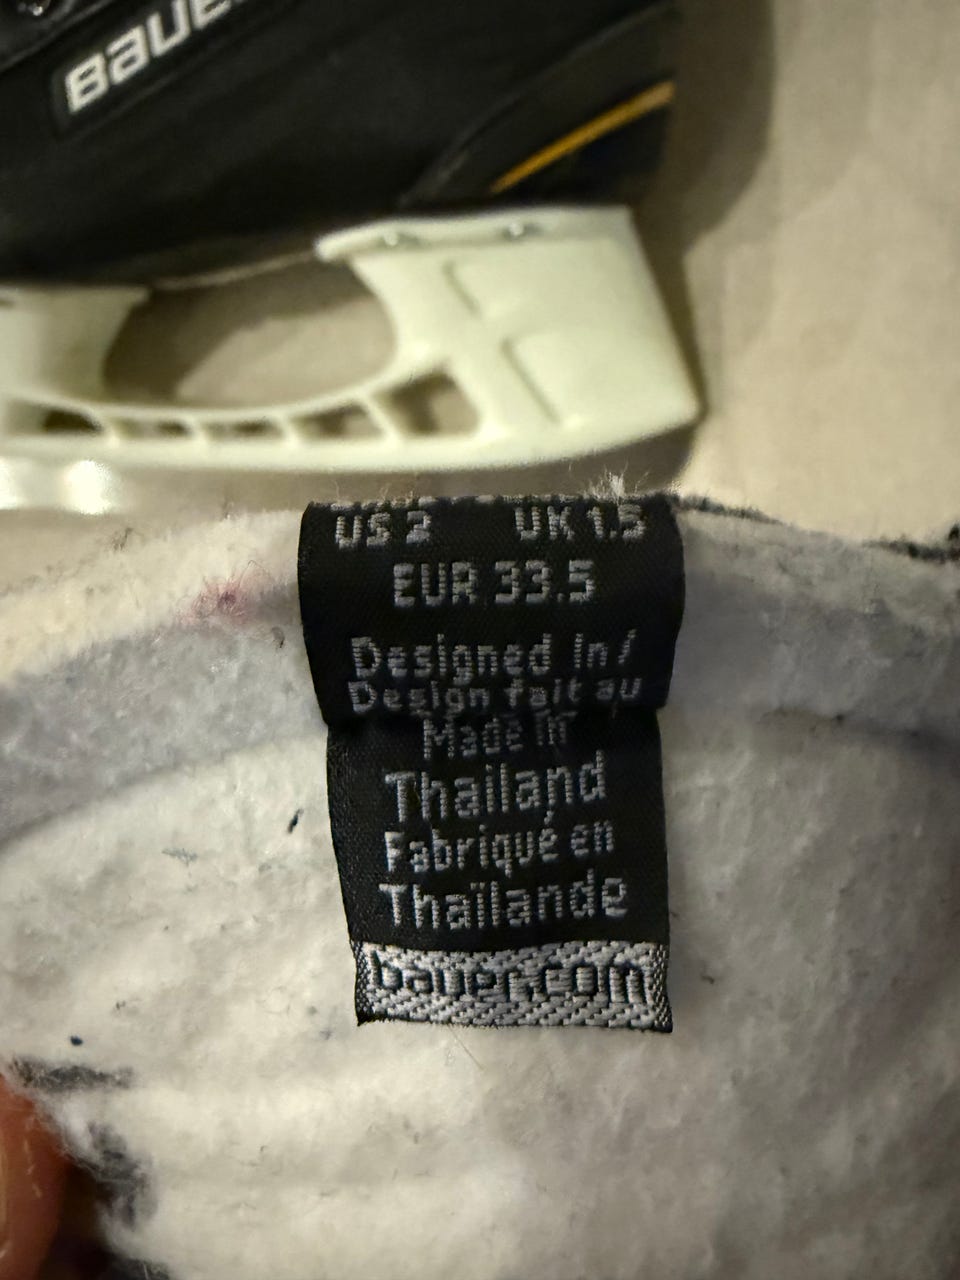 BAUE
US 2 UK 1.5
EUR 33.5
Designed in /
Design fait au
Made in
Thailand
Fabriqué en
Thaïlande
bauer.com